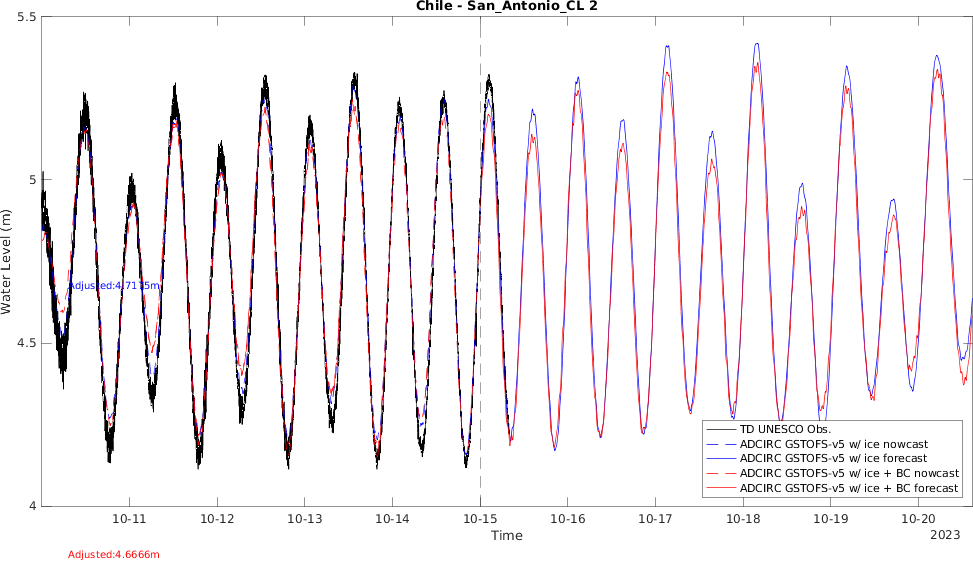 Chile - San_Antonio_CL 2
5.5
5
4.5
4
Water Level (m)
Adjusted:4.7175m
TD UNESCO Obs.
ADCIRC GSTOFS-v5 w/ ice nowcast
ADCIRC GSTOFS-v5 w/ ice forecast
ADCIRC GSTOFS-v5 w/ ice + BC nowcast
ADCIRC GSTOFS-v5 w/ ice + BC forecast
10-11 10-12 10-13 10-14 10-15 10-16 10-17 10-18 10-19 10-20
Time
2023
Adjusted:4.6666m